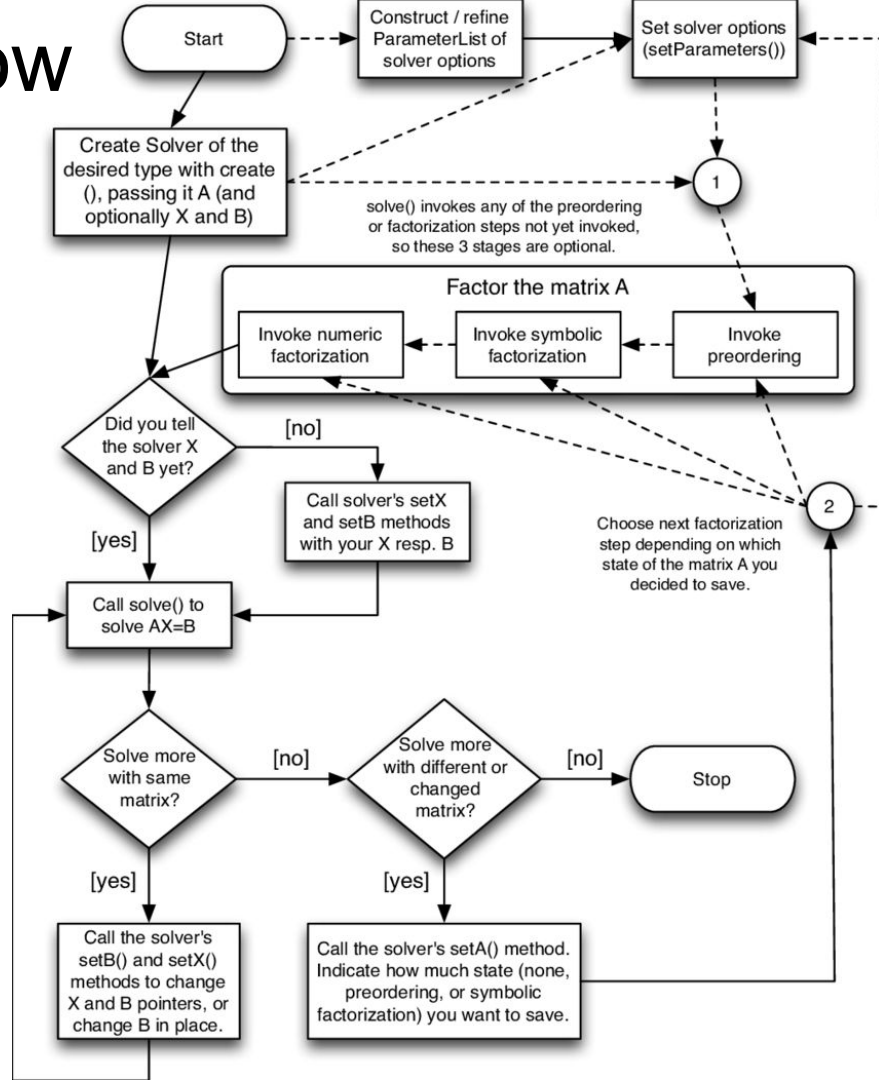 ow
Start
Construct / refine
ParameterList of
solver options
Set solver options
(setParameters())
Create Solver of the
desired type with create
(), passing it A (and
optionally X and B)
1
solve() invokes any of the preordering
or factorization steps not yet invoked,
so these 3 stages are optional.
Factor the matrix A
Invoke numeric
factorization
Invoke symbolic
factorization
Invoke
preordering
Did you tell
the solver X
and B yet?
[no]
Call solver's setX
and setB methods
with your X resp. B
2
Choose next factorization
step depending on which
state of the matrix A you
decided to save.
[yes]
Call solve() to
solve AX=B
Solve more
with same
matrix?
[no]
Solve more
with different or
changed
matrix?
[no]
Stop
[yes]
[yes]
Call the solver's
setB() and setX()
methods to change
X and B pointers, or
change B in place.
Call the solver's setA() method.
Indicate how much state (none,
preordering, or symbolic
factorization) you want to save.